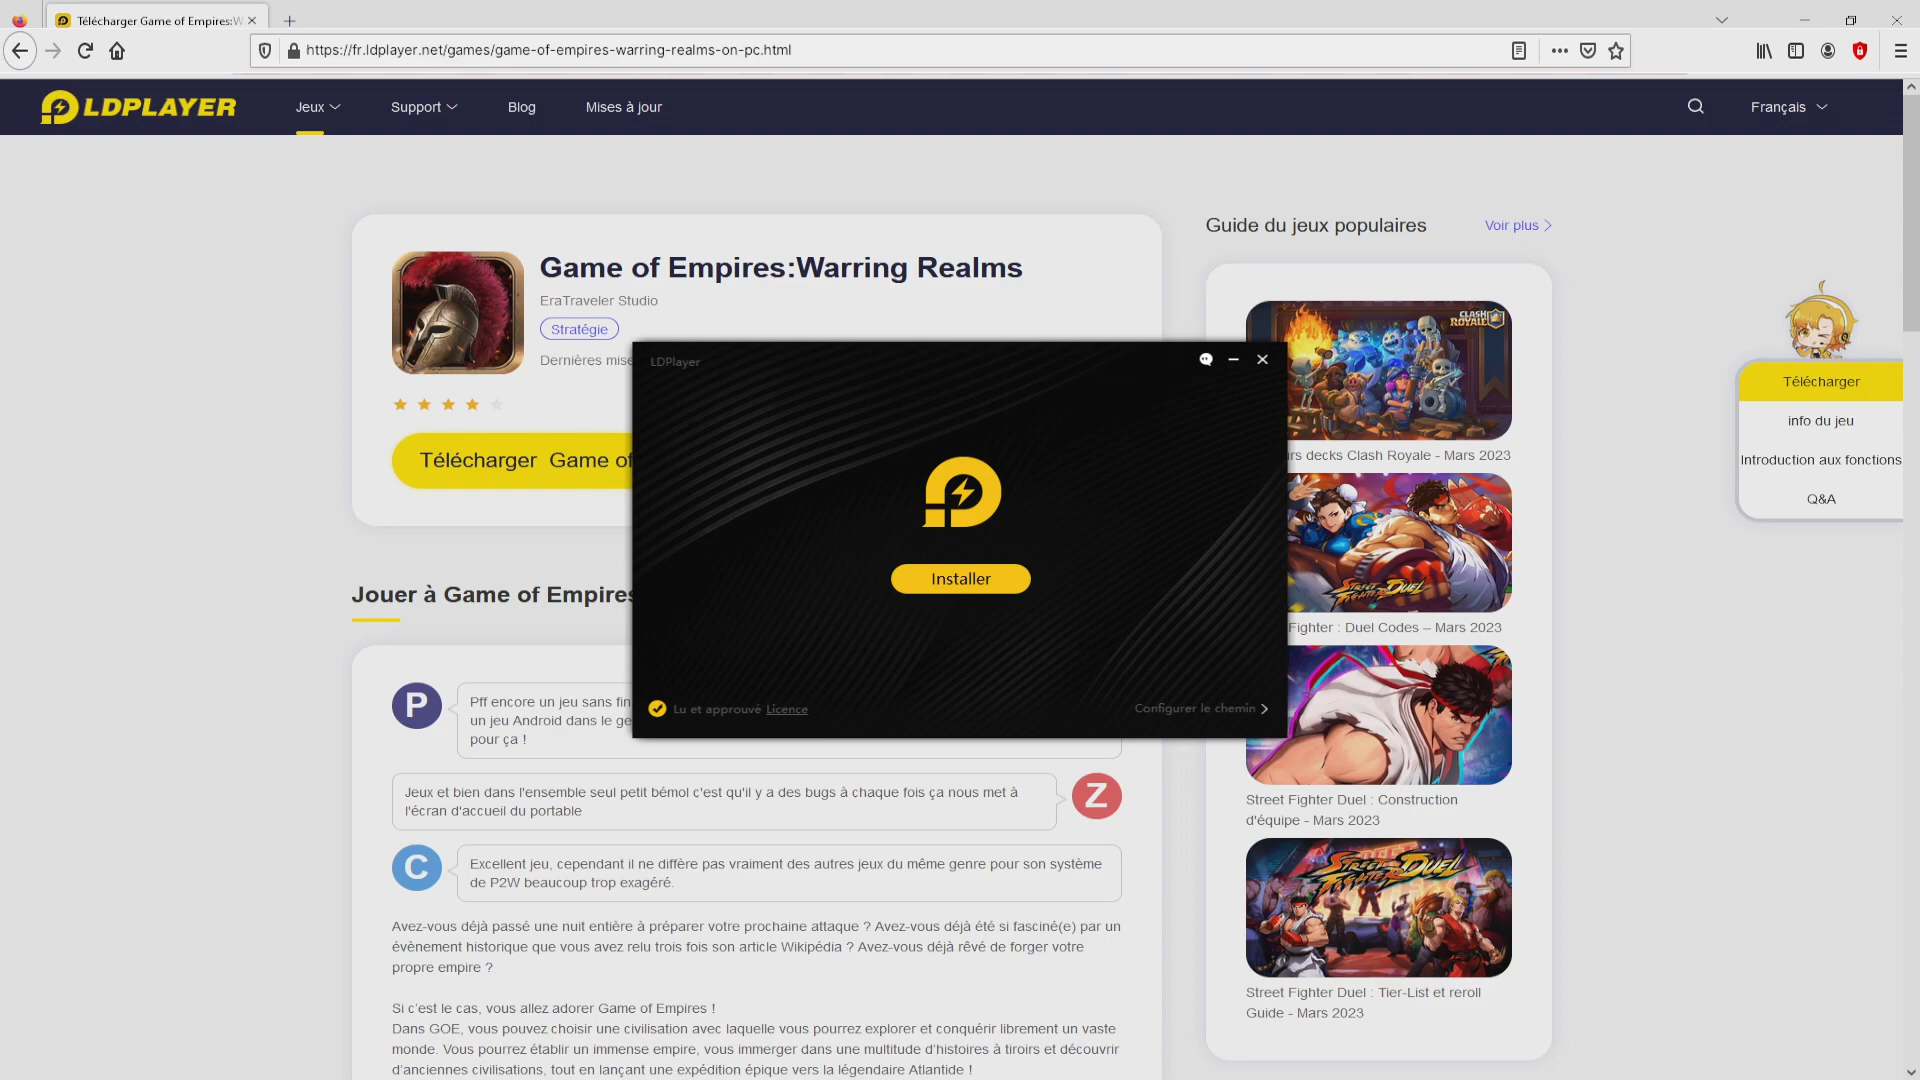 Télécharger Game of Empires:W
https://fr.ldplayer.net/games/game-of-empires-warring-realms-on-pc.html
LDPLAYER
Jeux
Support
Blog
Mises à jour
Français
Game of Empires:Warring Realms
EraTraveler Studio
Stratégie
Dernières mise
Télécharger Game of
Guide du jeux populaires
Voir plus
CLASH ROYALE
rs decks Clash Royale - Mars 2023
STREET FIGHTER DUEL
Fighter : Duel Codes – Mars 2023
Street Fighter Duel : Construction
d'équipe - Mars 2023
STREET FIGHTER DUEL
Street Fighter Duel : Tier-List et reroll
Guide - Mars 2023
Télécharger
info du jeu
Introduction aux fonctions
Q&A
LDPlayer
Installer
Lu et approuvé Licence
Configurer le chemin
Jouer à Game of Empires
P
Pff encore un jeu sans fin
un jeu Android dans le ge
pour ça !
Jeux et bien dans l'ensemble seul petit bémol c'est qu'il y a des bugs à chaque fois ça nous met à
l'écran d'accueil du portable
Z
C
Excellent jeu, cependant il ne diffère pas vraiment des autres jeux du même genre pour son système
de P2W beaucoup trop exagéré.
Avez-vous déjà passé une nuit entière à préparer votre prochaine attaque ? Avez-vous déjà été si fasciné(e) par un
évènement historique que vous avez relu trois fois son article Wikipédia ? Avez-vous déjà rêvé de forger votre
propre empire ?
Si c’est le cas, vous allez adorer Game of Empires !
Dans GOE, vous pouvez choisir une civilisation avec laquelle vous pourrez explorer et conquérir librement un vaste
monde. Vous pourrez établir un immense empire, vous immerger dans une multitude d’histoires à tiroirs et découvrir
d’anciennes civilisations, tout en lançant une expédition épique vers la légendaire Atlantide !